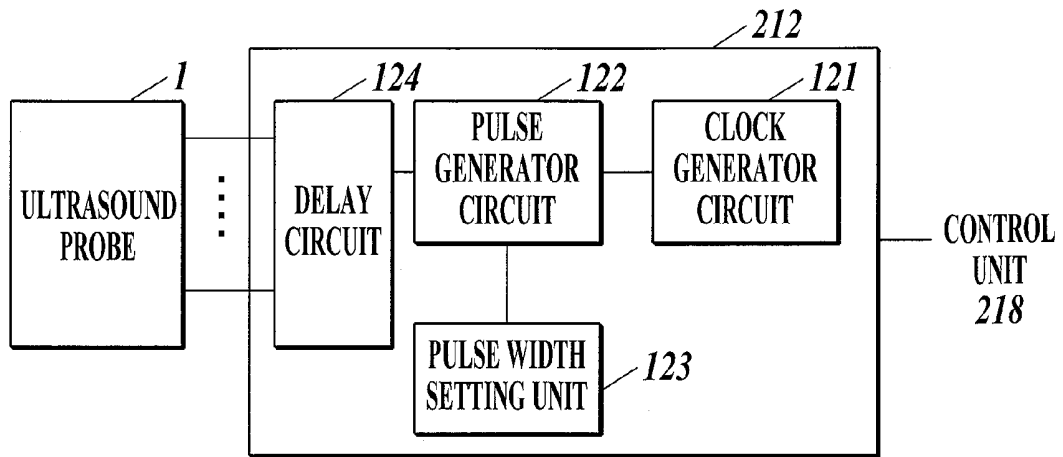 212
1
124
122
121
ULTRASOUND
PROBE
DELAY
CIRCUIT
PULSE
GENERATOR
CIRCUIT
CLOCK
GENERATOR
CIRCUIT
CONTROL
UNIT
218
PULSE WIDTH
SETTING UNIT
123